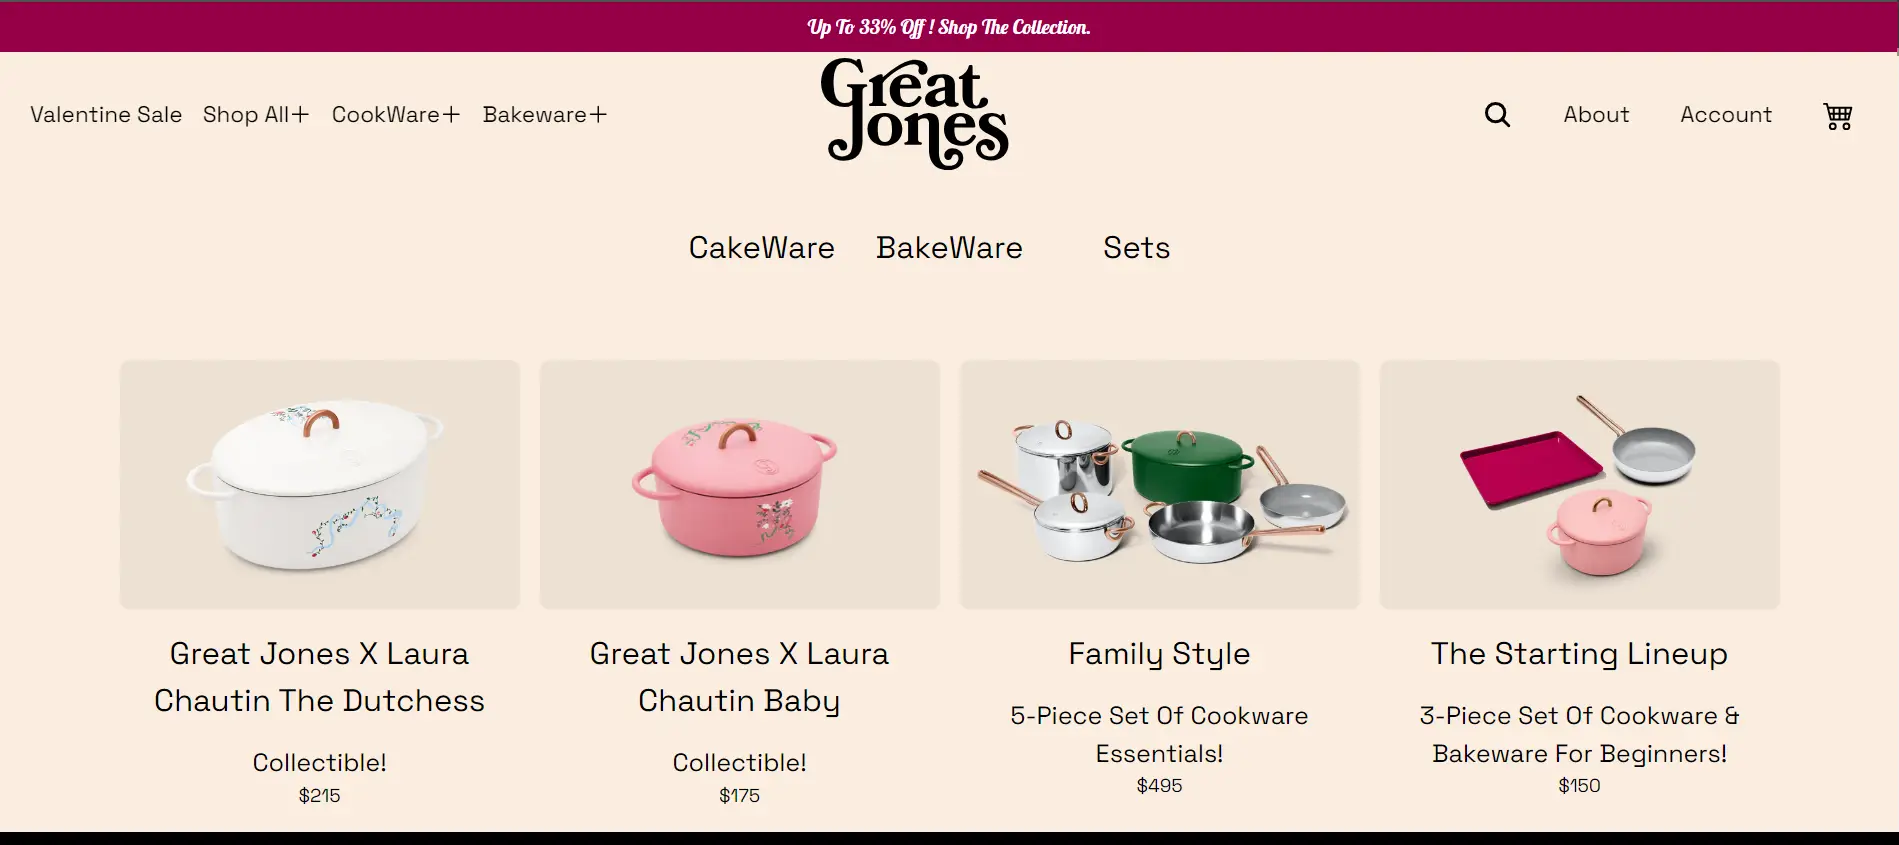 Up To 33% Off ! Shop The Collection.
Great
Jones
Valentine Sale Shop All+ CookWare+ Bakeware+
About Account
CakeWare BakeWare Sets
Great Jones X Laura
Chautin The Dutchess
Collectible!
$215
Great Jones X Laura
Chautin Baby
Collectible!
$175
Family Style
5-Piece Set Of Cookware
Essentials!
$495
The Starting Lineup
3-Piece Set Of Cookware &
Bakeware For Beginners!
$150